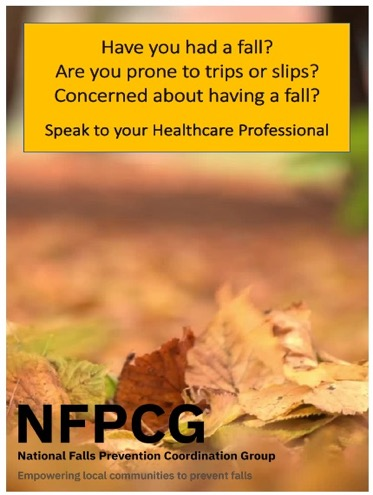 Have you had a fall?
Are you prone to trips or slips?
Concerned about having a fall?
Speak to your Healthcare Professional
NFPCG
National Falls Prevention Coordination Group
Empowering local communities to prevent falls